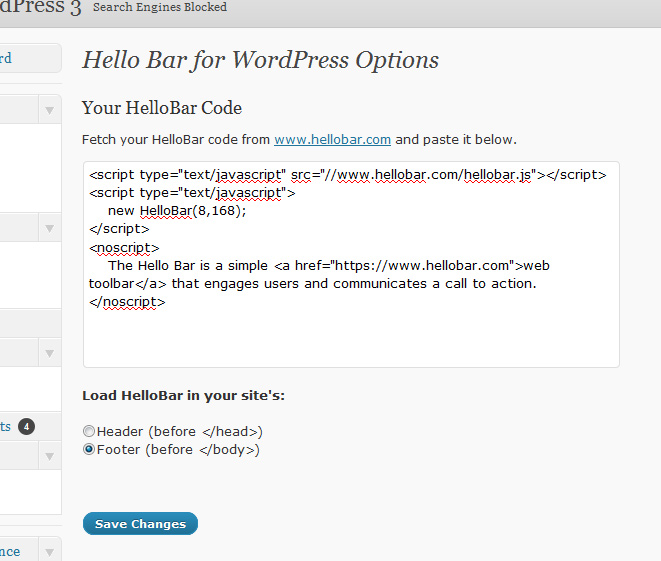 dPress 3 Search Engines Blocked
rd
Hello Bar for WordPress Options
Your HelloBar Code
Fetch your HelloBar code from www.hellobar.com and paste it below.
<script type="text/javascript" src="//www.hellobar.com/hellobar.js"></script>
<script type="text/javascript">
new HelloBar(8,168);
</script>
<noscript>
The Hello Bar is a simple <a href="https://www.hellobar.com">web
toolbar</a> that engages users and communicates a call to action.
</noscript>
Load HelloBar in your site's:
ts 4
Header (before </head>)
Footer (before </body>)
Save Changes
nce